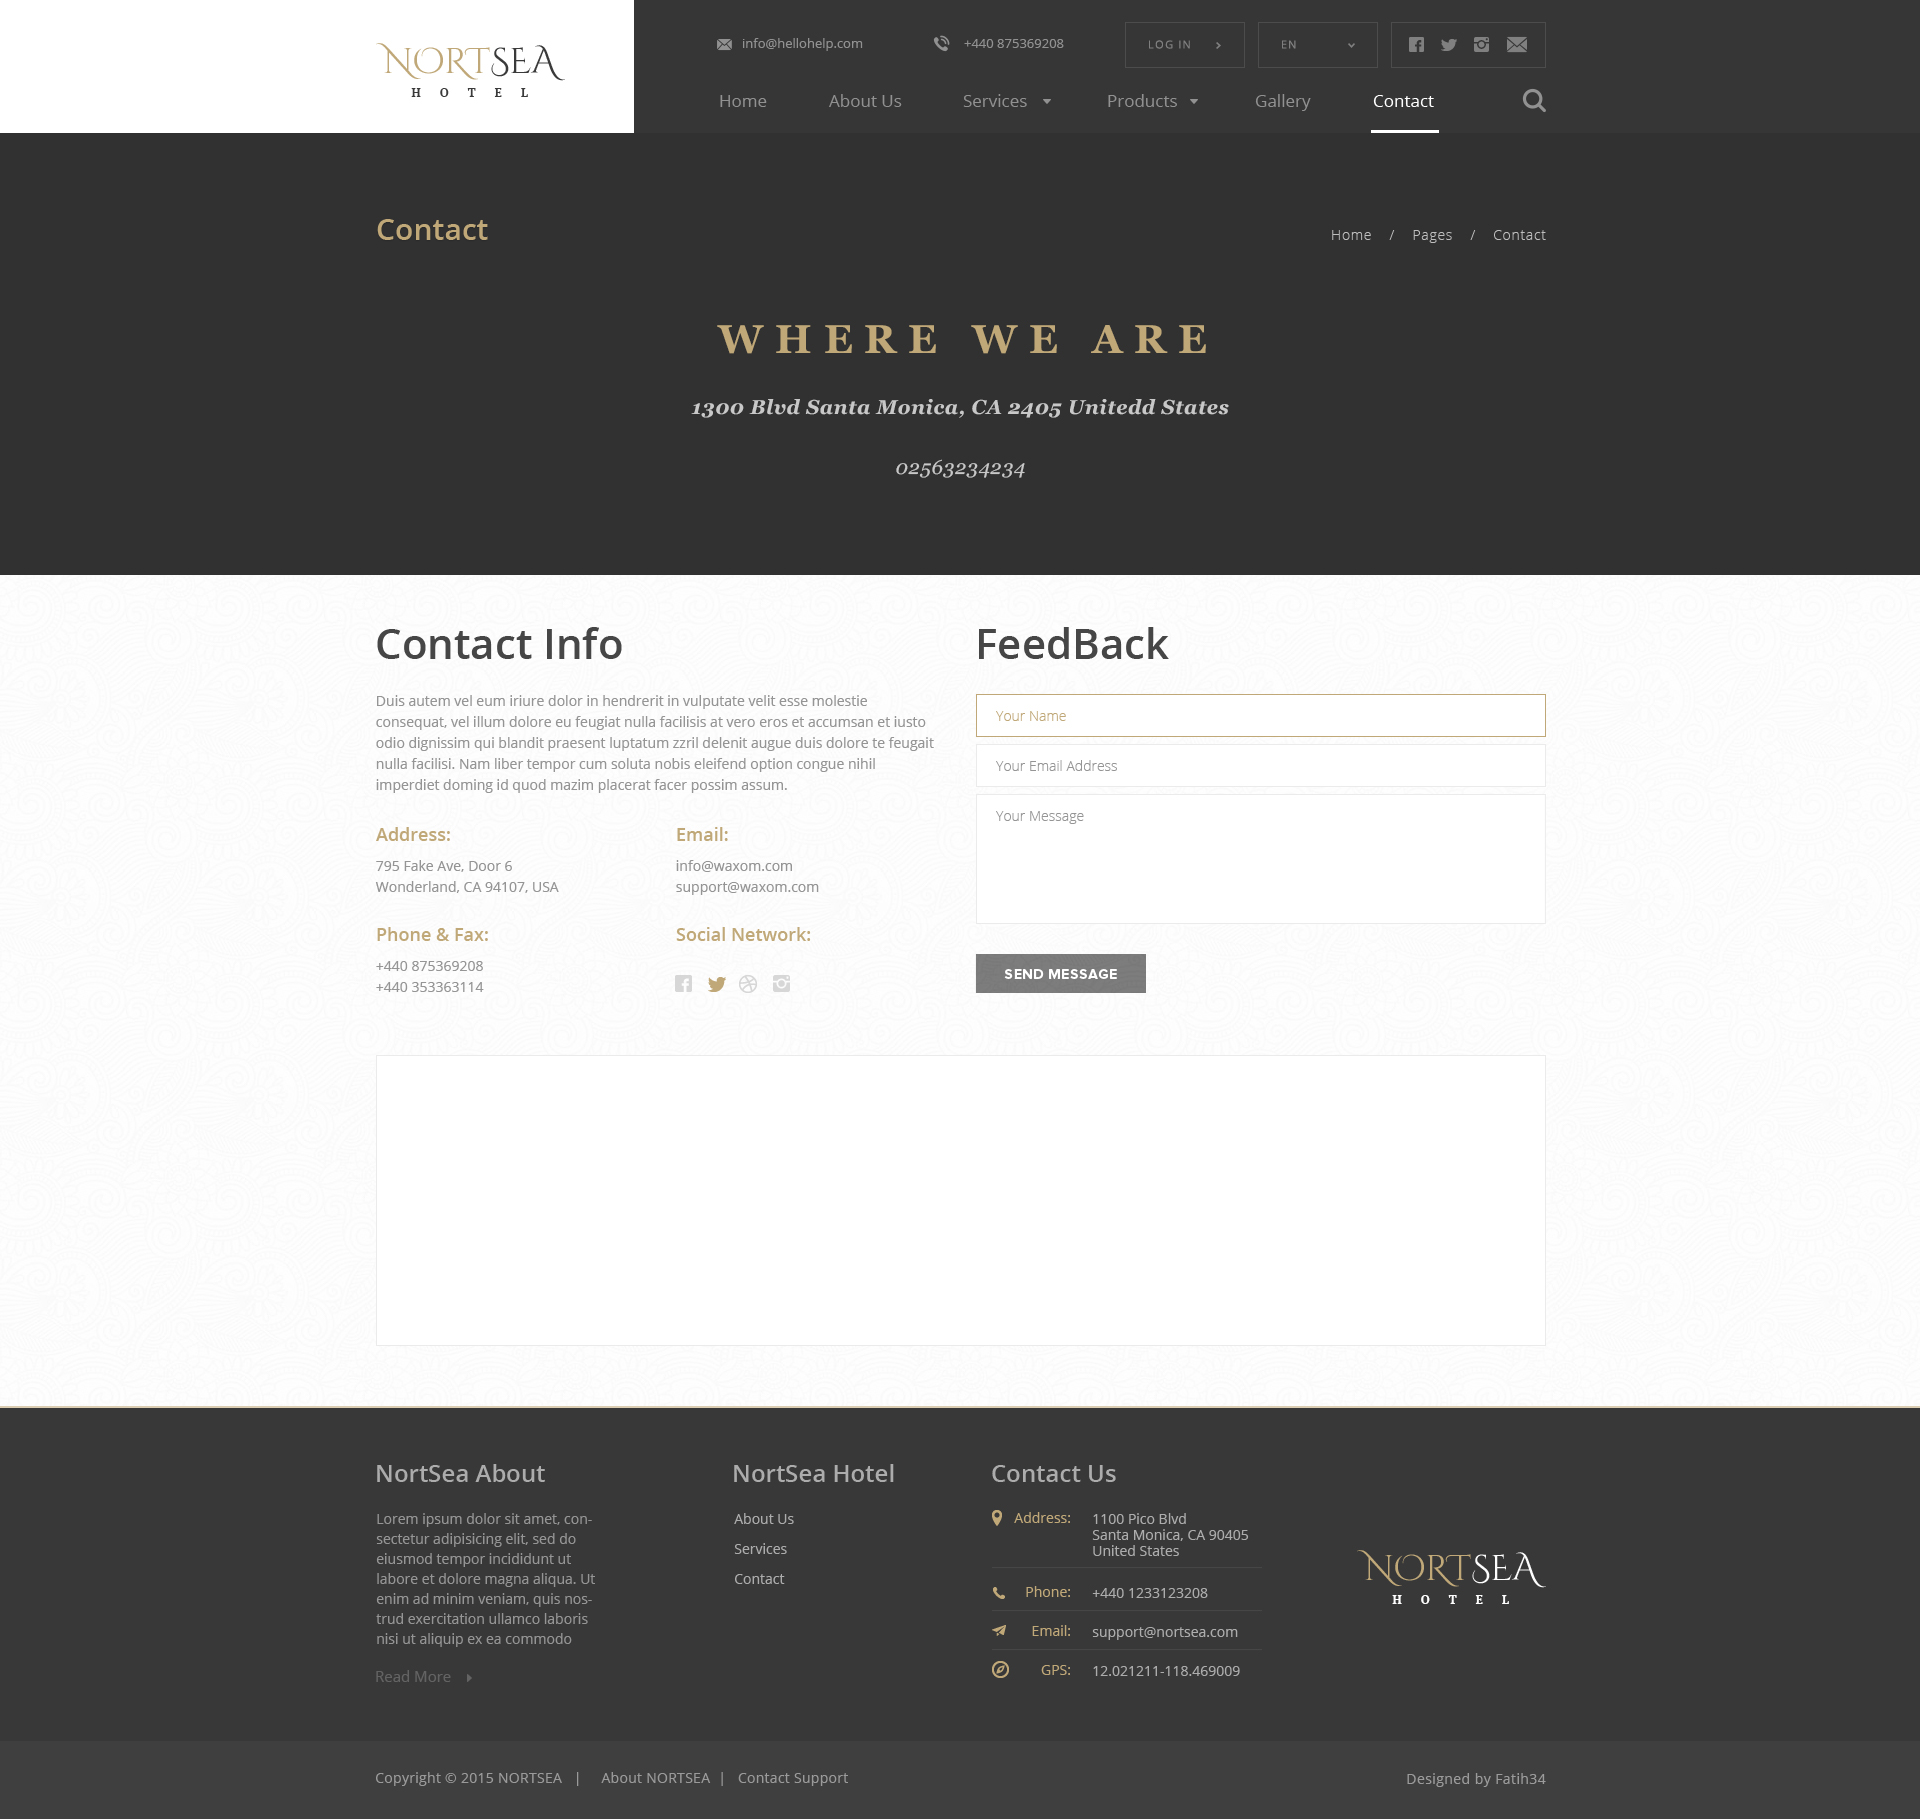 NORTSEA
HOTEL
info@hellohelp.com
+440 875369208
LOG IN
EN
Home
About Us
Services
Products
Gallery
Contact
Contact
Home / Pages / Contact
WHERE WE ARE
1300 Blvd Santa Monica, CA 2405 Unitedd States
02563234234
Contact Info
Duis autem vel eum iriure dolor in hendrerit in vulputate velit esse molestie
consequat, vel illum dolore eu feugiat nulla facilisis at vero eros et accumsan et iusto
odio dignissim qui blandit praesent luptatum zzril delenit augue duis dolore te feugait
nulla facilisi. Nam liber tempor cum soluta nobis eleifend option congue nihil
imperdiet doming id quod mazim placerat facer possim assum.
Address:
795 Fake Ave, Door 6
Wonderland, CA 94107, USA
Email:
info@waxom.com
support@waxom.com
Phone & Fax:
+440 875369208
+440 353363114
Social Network:
FeedBack
Your Name
Your Email Address
Your Message
SEND MESSAGE
NortSea About
Lorem ipsum dolor sit amet, con-
sectetur adipisicing elit, sed do
eiusmod tempor incididunt ut
labore et dolore magna aliqua. Ut
enim ad minim veniam, quis nos-
trud exercitation ullamco laboris
nisi ut aliquip ex ea commodo
Read More
NortSea Hotel
About Us
Services
Contact
Contact Us
Address: 1100 Pico Blvd
Santa Monica, CA 90405
United States
Phone: +440 1233123208
Email: support@nortsea.com
GPS: 12.021211-118.469009
NORTSEA
HOTEL
Copyright © 2015 NORTSEA | About NORTSEA | Contact Support
Designed by Fatih34